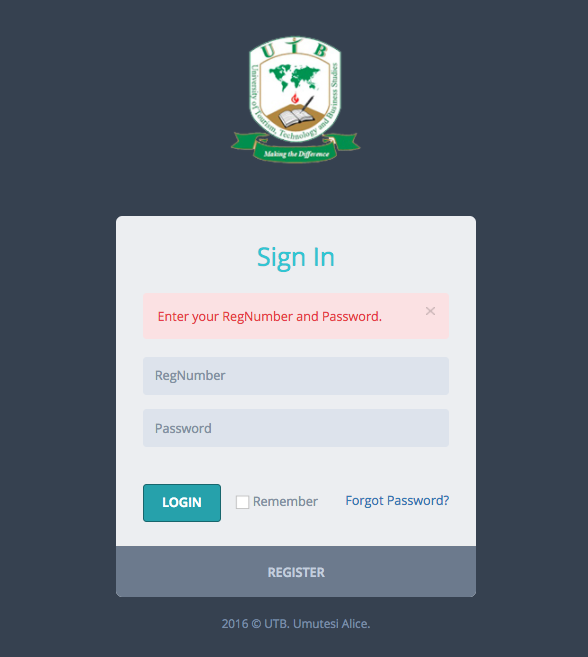 UTB
University of Tourism, Technology and Business Studies
Making the Difference
Sign In
Enter your RegNumber and Password.
×
RegNumber
Password
LOGIN
Remember
Forgot Password?
REGISTER
2016 © UTB. Umutesi Alice.